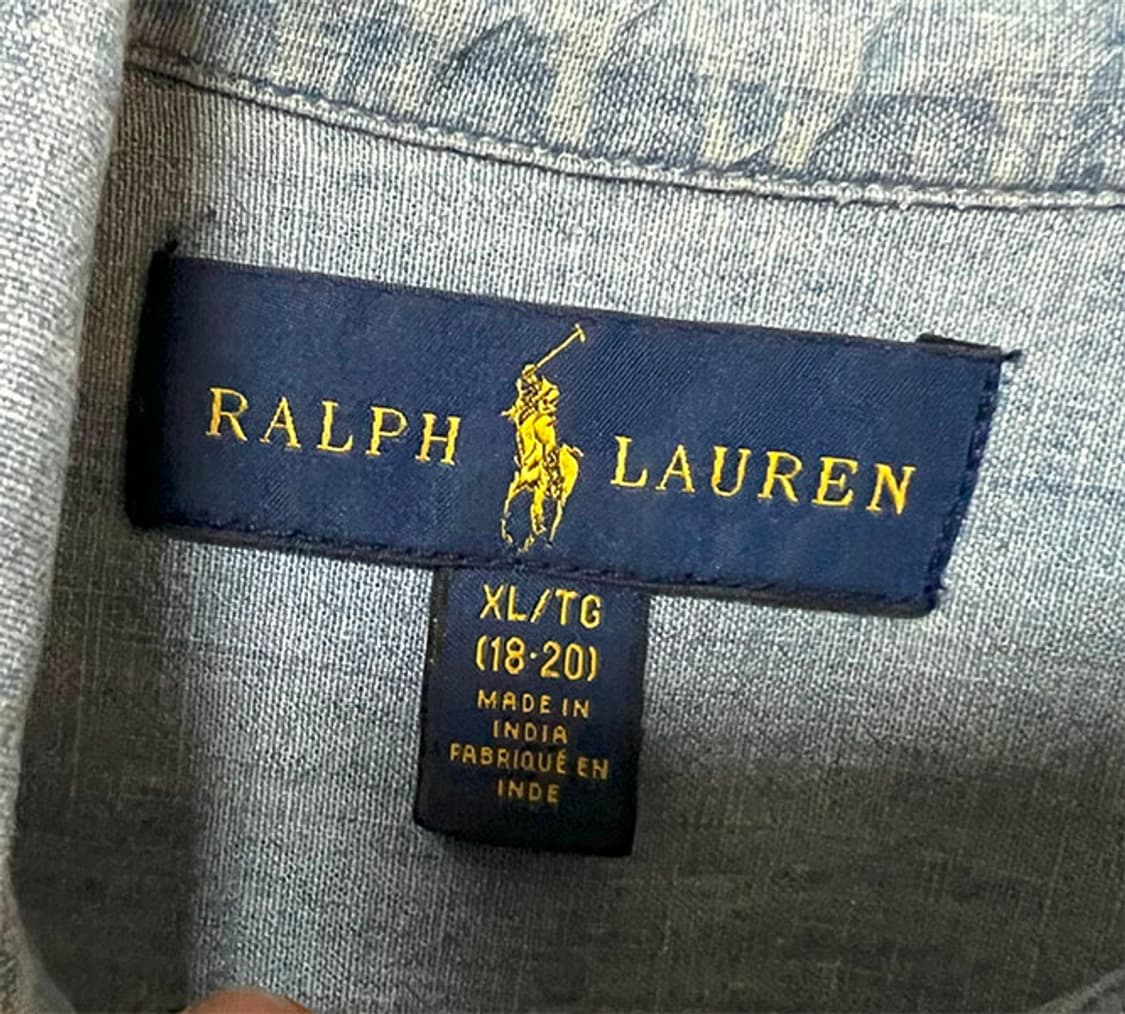 RALPH LAUREN
XL/TG
(18·20)
MADE IN
INDIA
FABRIQUÉ EN
INDE